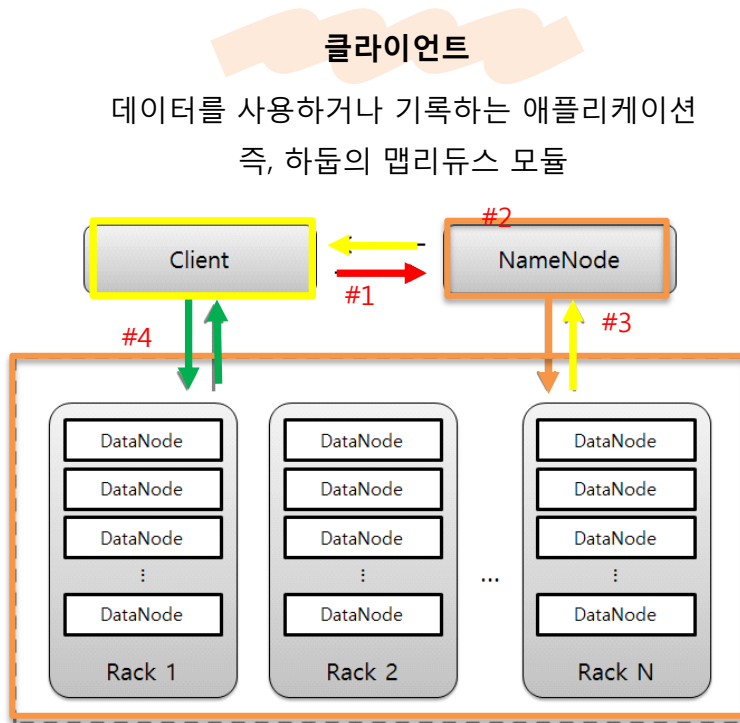 클라이언트
데이터를 사용하거나 기록하는 애플리케이션
즉, 하둡의 맵리듀스 모듈
#2
Client
NameNode
#1
#4
#3
DataNode
DataNode
DataNode
⋮
DataNode
Rack 1
DataNode
DataNode
DataNode
⋮
DataNode
Rack 2
...
DataNode
DataNode
DataNode
⋮
DataNode
Rack N